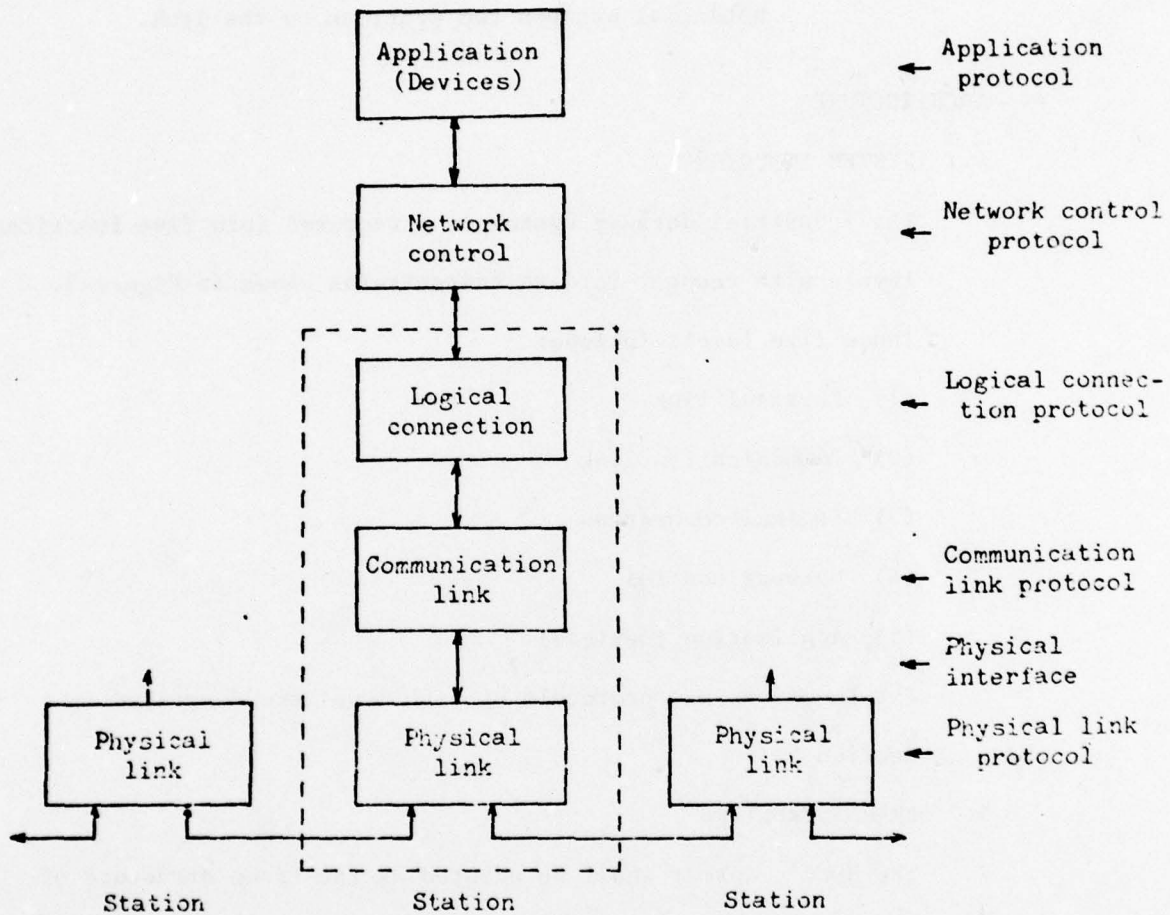 Application
(Devices)
Application
protocol
Network
control
Network control
protocol
Logical
connection
Logical connec-
tion protocol
Communication
link
Communication
link protocol
Physical
interface
Physical
link
Physical
link
Physical
link
Physical link
protocol
Station
Station
Station